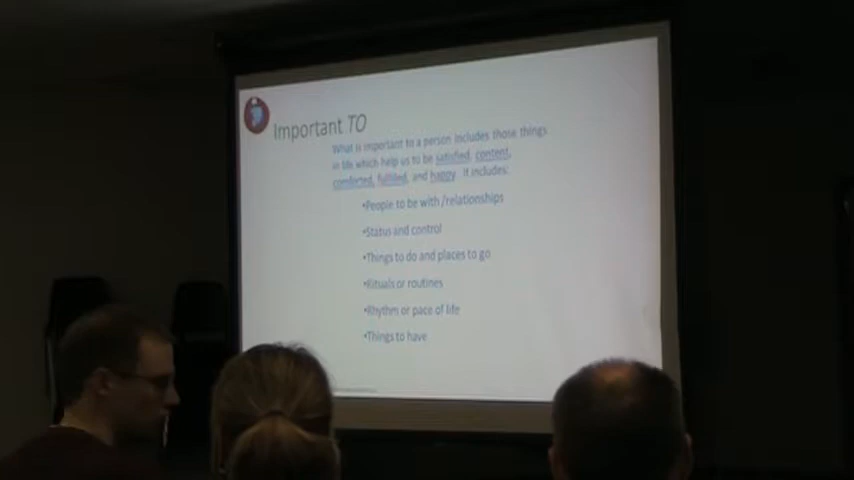 Important TO
What is important to a person includes those things
in life which help us to be satisfied, content,
comforted, fulfilled, and happy. It includes:
•People to be with /relationships
•Status and control
•Things to do and places to go
•Rituals or routines
•Rhythm or pace of life
•Things to have